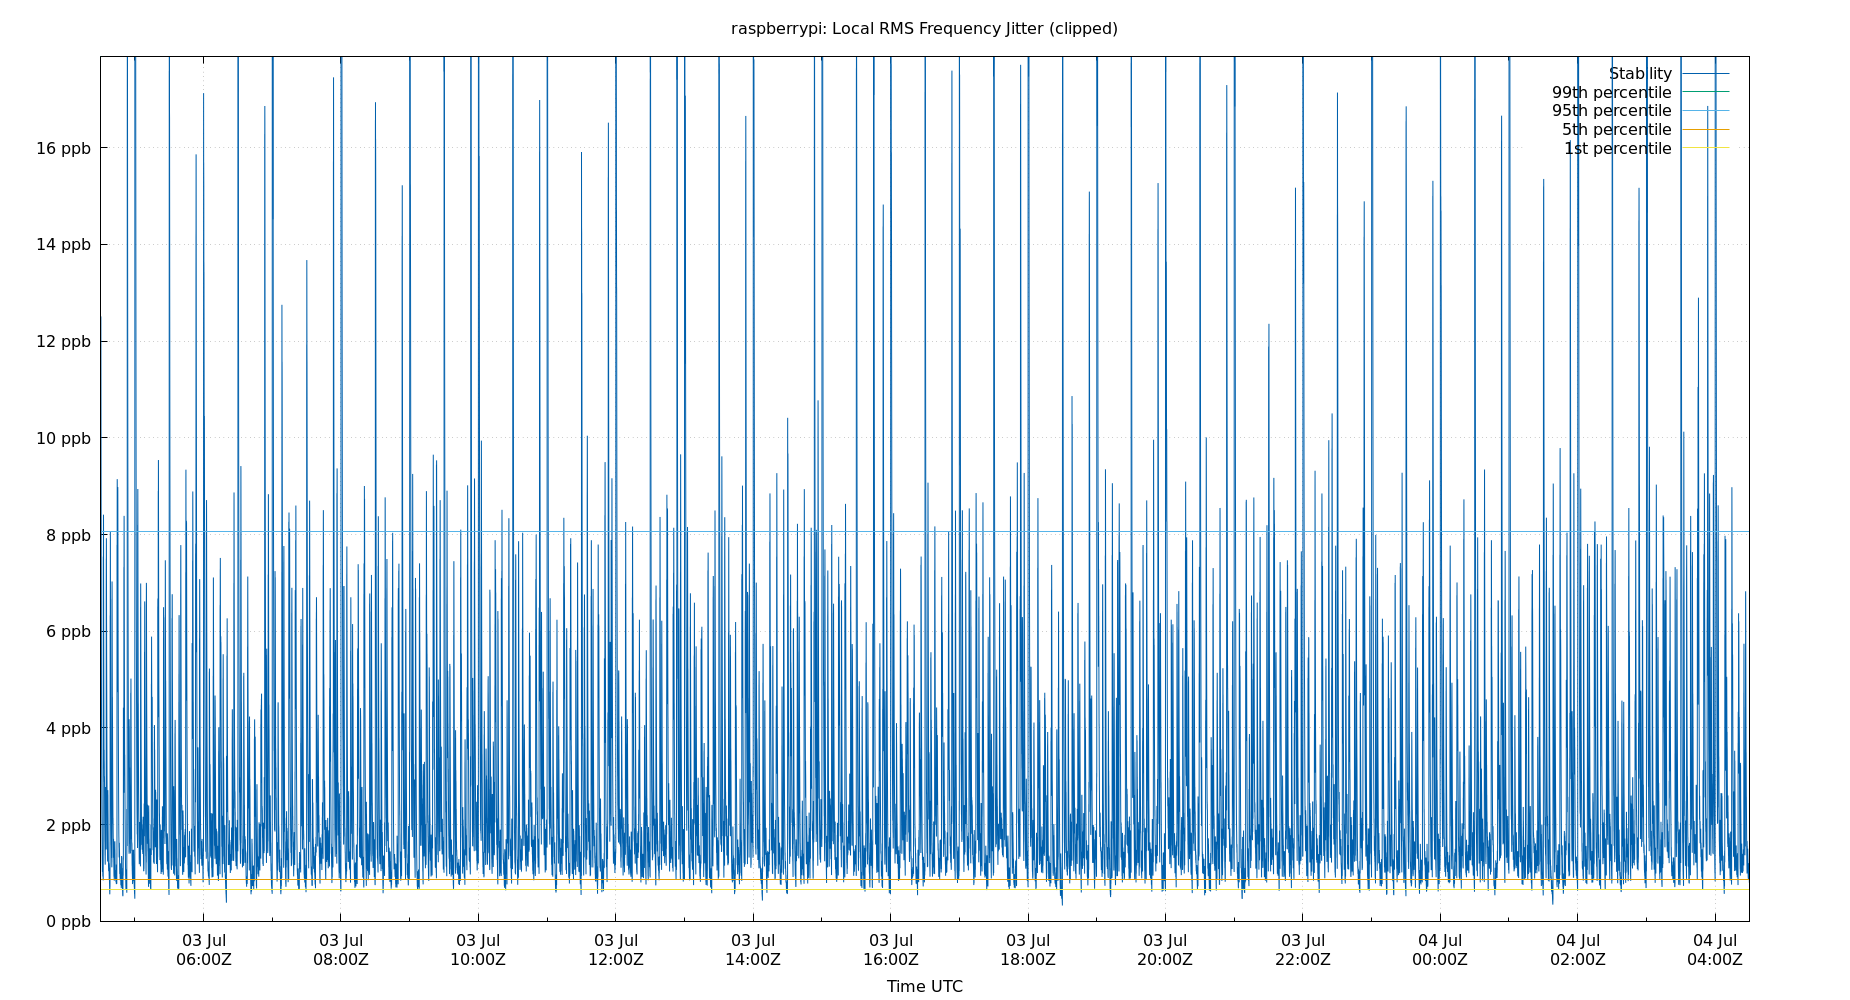 raspberrypi: Local RMS Frequency Jitter (clipped)
Stability
99th percentile
95th percentile
5th percentile
1st percentile
16 ppb
14 ppb
12 ppb
10 ppb
8 ppb
6 ppb
4 ppb
2 ppb
0 ppb
03 Jul 03 Jul 03 Jul 03 Jul 03 Jul 03 Jul 03 Jul 03 Jul 03 Jul 04 Jul 04 Jul 04 Jul
06:00Z 08:00Z 10:00Z 12:00Z 14:00Z 16:00Z 18:00Z 20:00Z 22:00Z 00:00Z 02:00Z 04:00Z
Time UTC